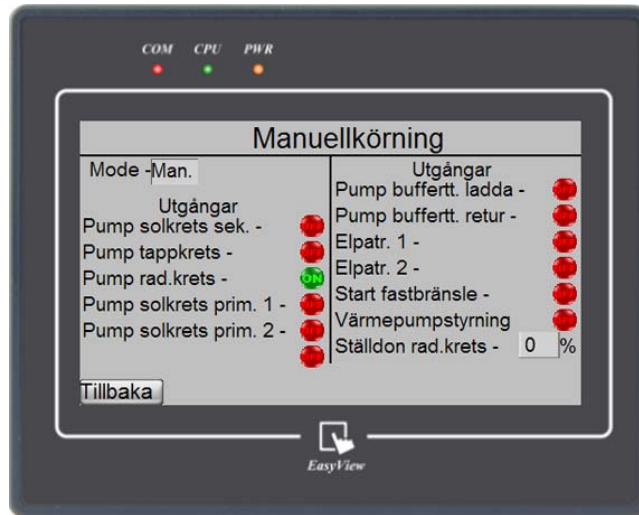 COM CPU PWR
Manuellkörning
Mode -Man.
Utgångar
Pump solkrets sek. -
Pump tappkrets -
Pump rad.krets - ON
Pump solkrets prim. 1 -
Pump solkrets prim. 2 -
Tillbaka
Utgångar
Pump buffertt. ladda -
Pump buffertt. retur -
Elpatr. 1 -
Elpatr. 2 -
Start fastbränsle -
Värmepumpstyrning
Ställdon rad.krets - 0 %
EasyView